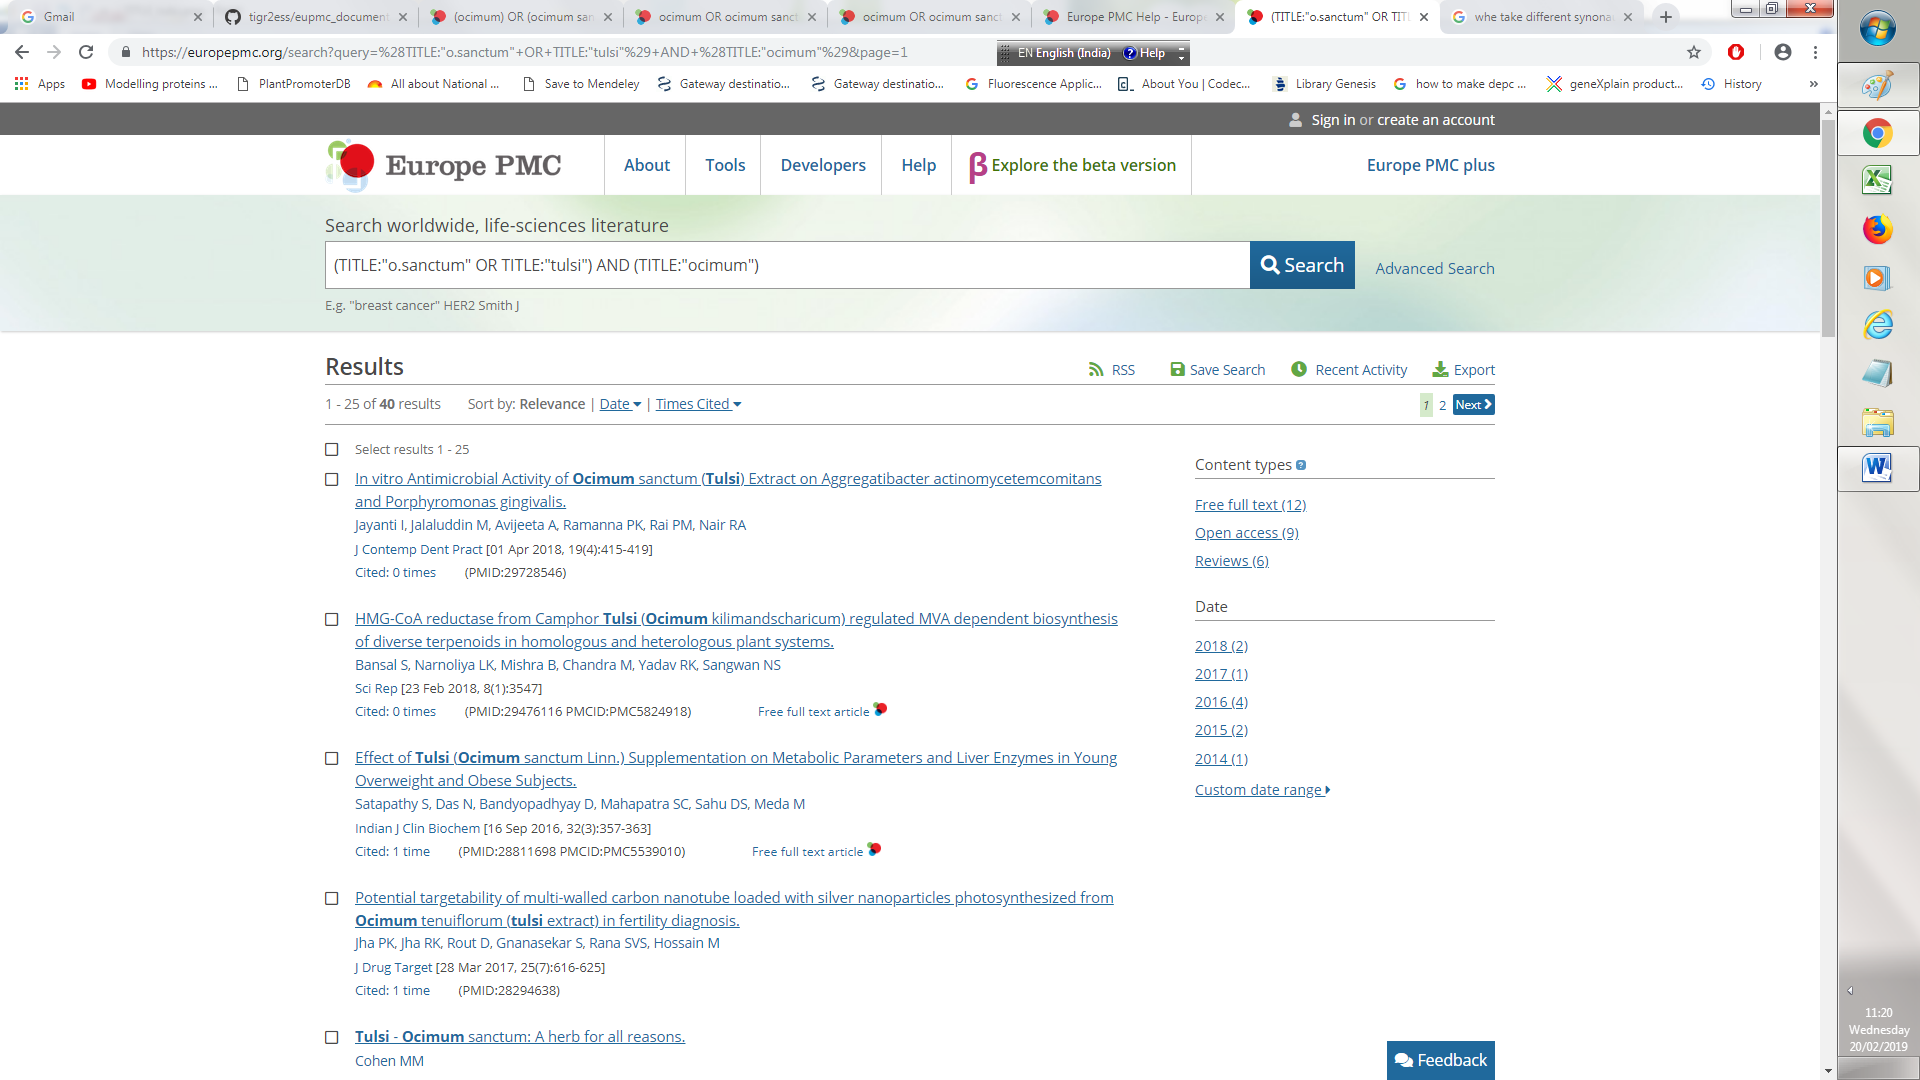 Gmail
tigr2ess/eupmc_document
(ocimum) OR (ocimum san
ocimum OR ocimum sanct
ocimum OR ocimum sanct
Europe PMC Help - Europe
(TITLE:"o.sanctum" OR TITL
whe take different synona
https://europepmc.org/search?query=%28TITLE:"o.sanctum"+OR+TITLE:"tulsi"%29+AND+%28TITLE:"ocimum"%29&page=1
EN English (India) Help
Apps
Modelling proteins ...
PlantPromoterDB
All about National ...
Save to Mendeley
Gateway destinatio...
Gateway destinatio...
Fluorescence Applic...
About You | Codec...
Library Genesis
how to make depc ...
geneXplain product...
History
»
Sign in or create an account
Europe PMC
About
Tools
Developers
Help
β Explore the beta version
Europe PMC plus
Search worldwide, life-sciences literature
(TITLE:"o.sanctum" OR TITLE:"tulsi") AND (TITLE:"ocimum")
Search
Advanced Search
E.g. "breast cancer" HER2 Smith J
Results
RSS
Save Search
Recent Activity
Export
1 - 25 of 40 results
Sort by: Relevance | Date | Times Cited
1 2 Next
Select results 1 - 25
In vitro Antimicrobial Activity of Ocimum sanctum (Tulsi) Extract on Aggregatibacter actinomycetemcomitans
and Porphyromonas gingivalis.
Jayanti I, Jalaluddin M, Avijeeta A, Ramanna PK, Rai PM, Nair RA
J Contemp Dent Pract [01 Apr 2018, 19(4):415-419]
Cited: 0 times (PMID:29728546)
HMG-CoA reductase from Camphor Tulsi (Ocimum kilimandscharicum) regulated MVA dependent biosynthesis
of diverse terpenoids in homologous and heterologous plant systems.
Bansal S, Narnoliya LK, Mishra B, Chandra M, Yadav RK, Sangwan NS
Sci Rep [23 Feb 2018, 8(1):3547]
Cited: 0 times (PMID:29476116 PMCID:PMC5824918) Free full text article
Effect of Tulsi (Ocimum sanctum Linn.) Supplementation on Metabolic Parameters and Liver Enzymes in Young
Overweight and Obese Subjects.
Satapathy S, Das N, Bandyopadhyay D, Mahapatra SC, Sahu DS, Meda M
Indian J Clin Biochem [16 Sep 2016, 32(3):357-363]
Cited: 1 time (PMID:28811698 PMCID:PMC5539010) Free full text article
Potential targetability of multi-walled carbon nanotube loaded with silver nanoparticles photosynthesized from
Ocimum tenuiflorum (tulsi extract) in fertility diagnosis.
Jha PK, Jha RK, Rout D, Gnanasekar S, Rana SVS, Hossain M
J Drug Target [28 Mar 2017, 25(7):616-625]
Cited: 1 time (PMID:28294638)
Tulsi - Ocimum sanctum: A herb for all reasons.
Cohen MM
Content types
Free full text (12)
Open access (9)
Reviews (6)
Date
2018 (2)
2017 (1)
2016 (4)
2015 (2)
2014 (1)
Custom date range
Feedback
11:20
Wednesday
20/02/2019